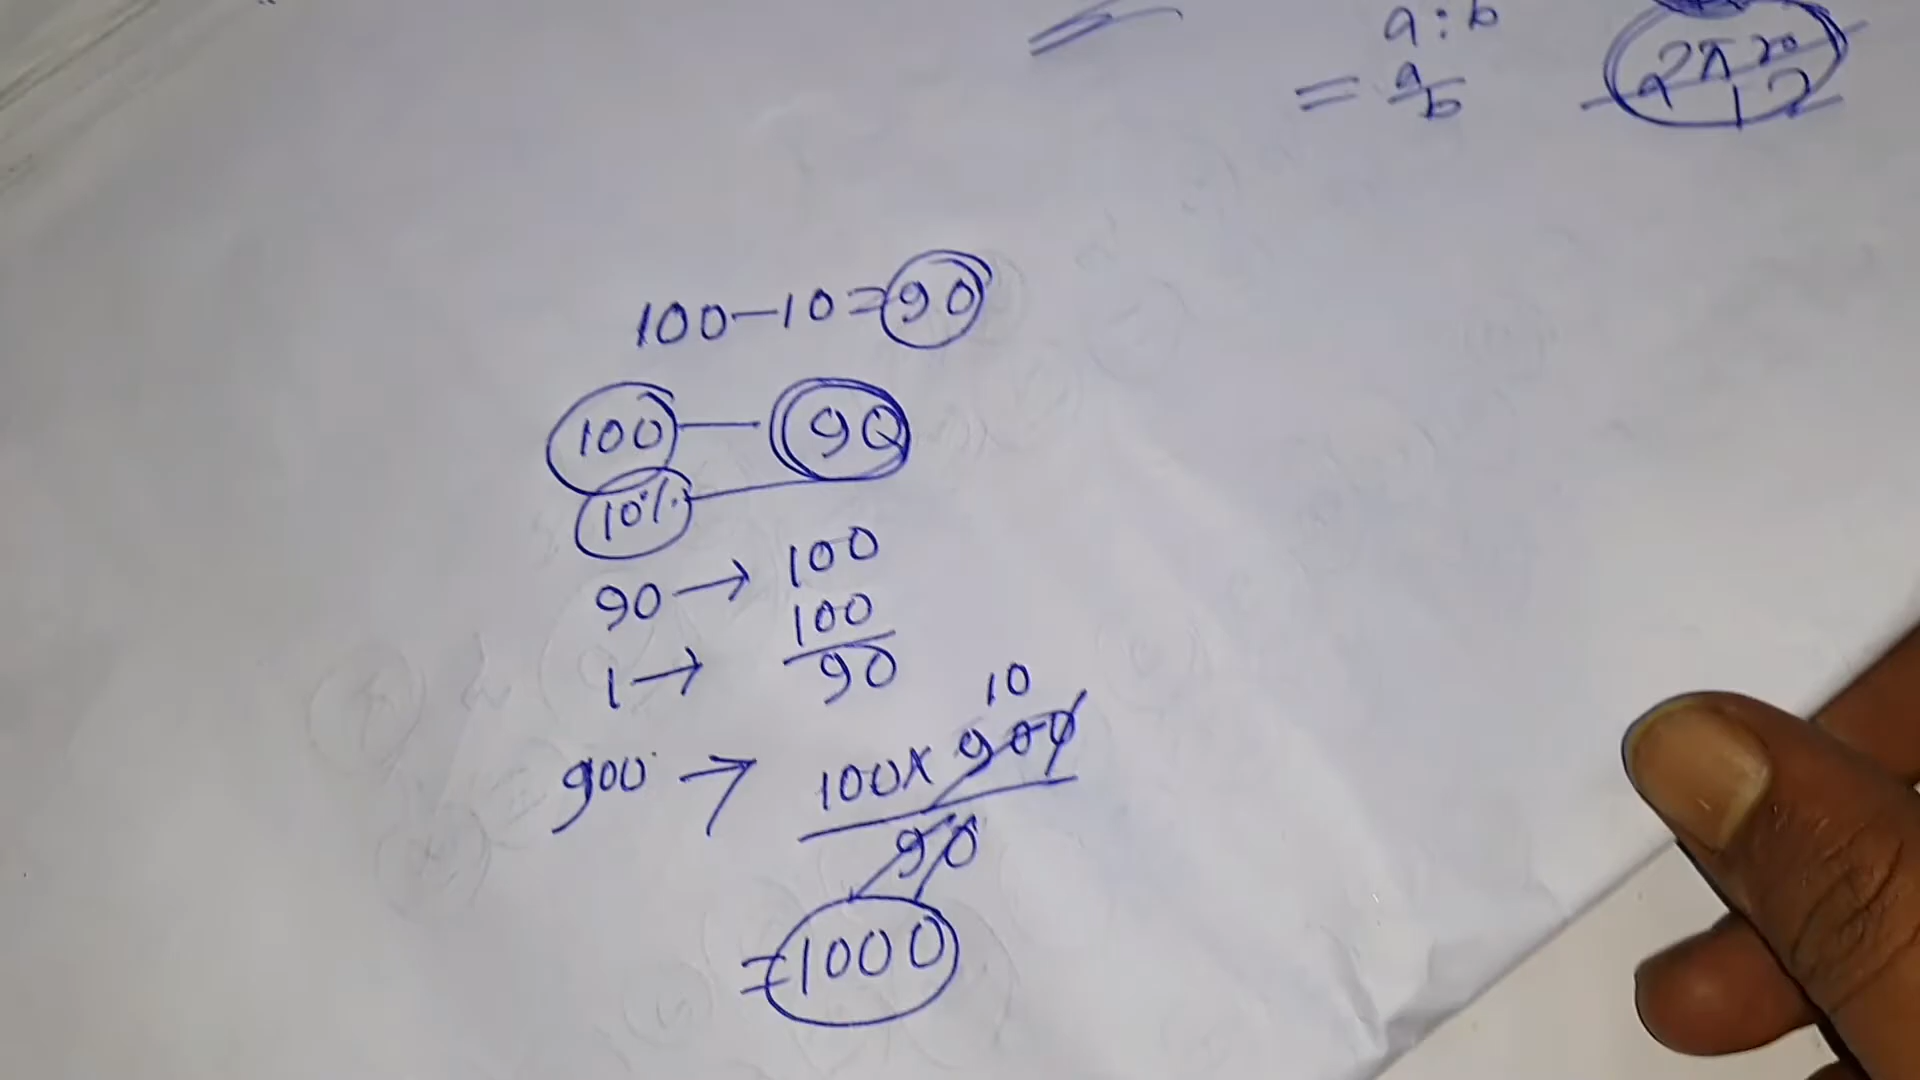 a:b
= a/b
100-10=90
100 — 90
10%
90 → 100
1 → 100/90
10
900 → 100x900/90
=1000